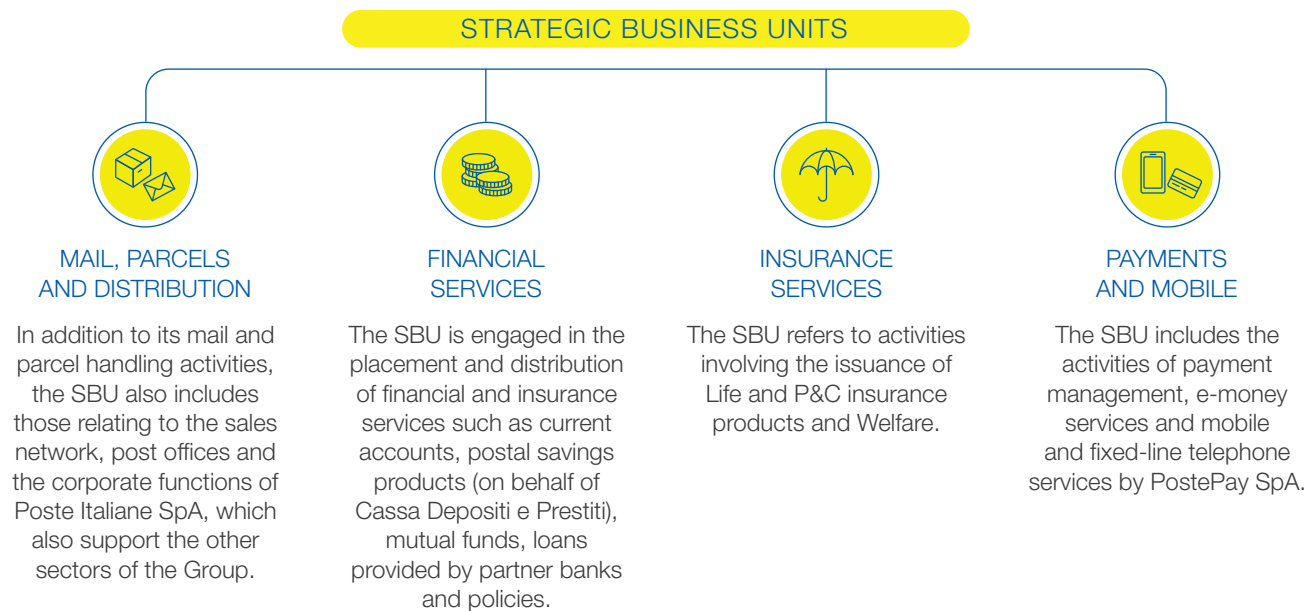 STRATEGIC BUSINESS UNITS
MAIL, PARCELS
AND DISTRIBUTION
In addition to its mail and
parcel handling activities,
the SBU also includes
those relating to the sales
network, post offices and
the corporate functions of
Poste Italiane SpA, which
also support the other
sectors of the Group.
FINANCIAL
SERVICES
The SBU is engaged in the
placement and distribution
of financial and insurance
services such as current
accounts, postal savings
products (on behalf of
Cassa Depositi e Prestiti),
mutual funds, loans
provided by partner banks
and policies.
INSURANCE
SERVICES
The SBU refers to activities
involving the issuance of
Life and P&C insurance
products and Welfare.
PAYMENTS
AND MOBILE
The SBU includes the
activities of payment
management, e-money
services and mobile
and fixed-line telephone
services by PostePay SpA.